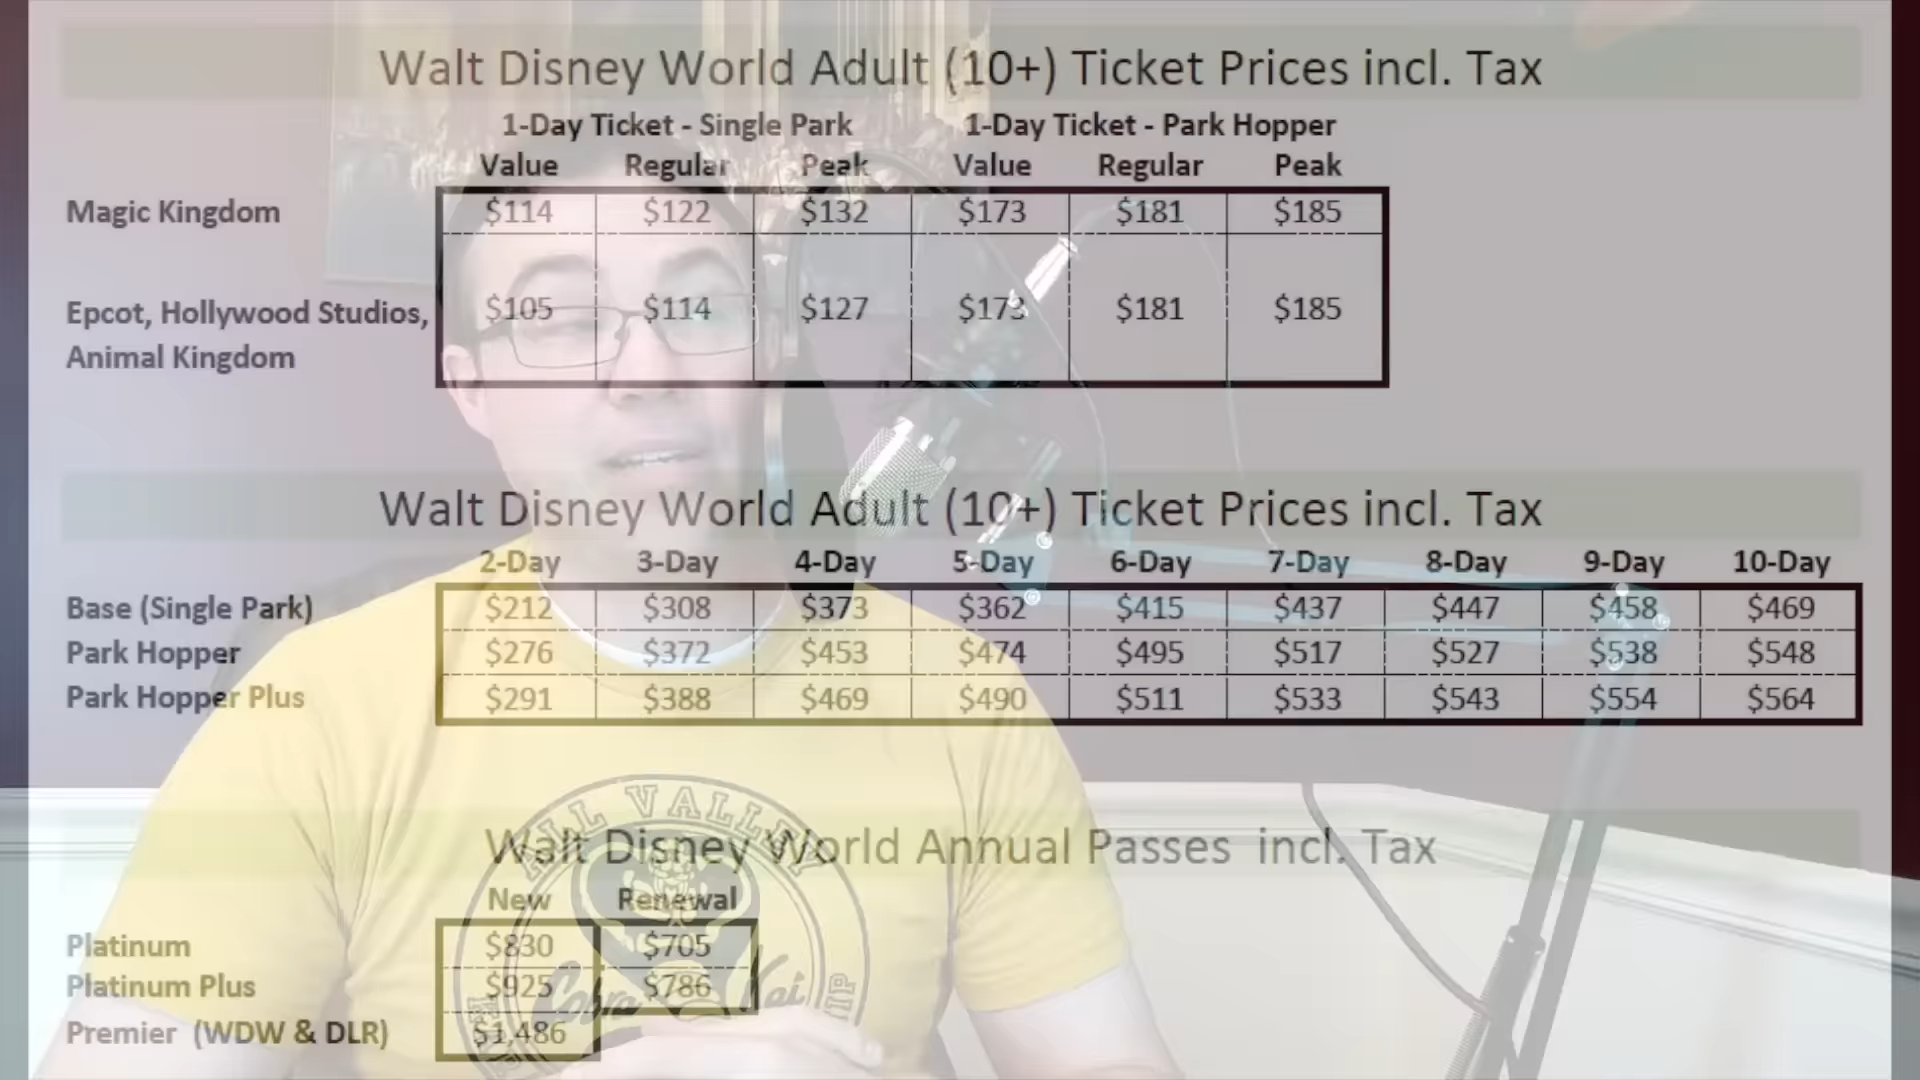 Walt Disney World Adult (10+) Ticket Prices incl. Tax
1-Day Ticket - Single Park 1-Day Ticket - Park Hopper
Value Regular Peak Value Regular Peak
Magic Kingdom $114 $122 $132 $173 $181 $185
Epcot, Hollywood Studios, $105 $114 $127 $173 $181 $185
Animal Kingdom
Walt Disney World Adult (10+) Ticket Prices incl. Tax
2-Day 3-Day 4-Day 5-Day 6-Day 7-Day 8-Day 9-Day 10-Day
Base (Single Park) $212 $308 $373 $362 $415 $437 $447 $458 $469
Park Hopper $276 $372 $453 $474 $495 $517 $527 $538 $548
Park Hopper Plus $291 $388 $469 $490 $511 $533 $543 $554 $564
ALL VALLEY
Walt Disney World Annual Passes incl. Tax
New Renewal
Platinum $830 $705
Platinum Plus $925 $786
Cobra Kai
Premier (WDW & DLR) $1,486